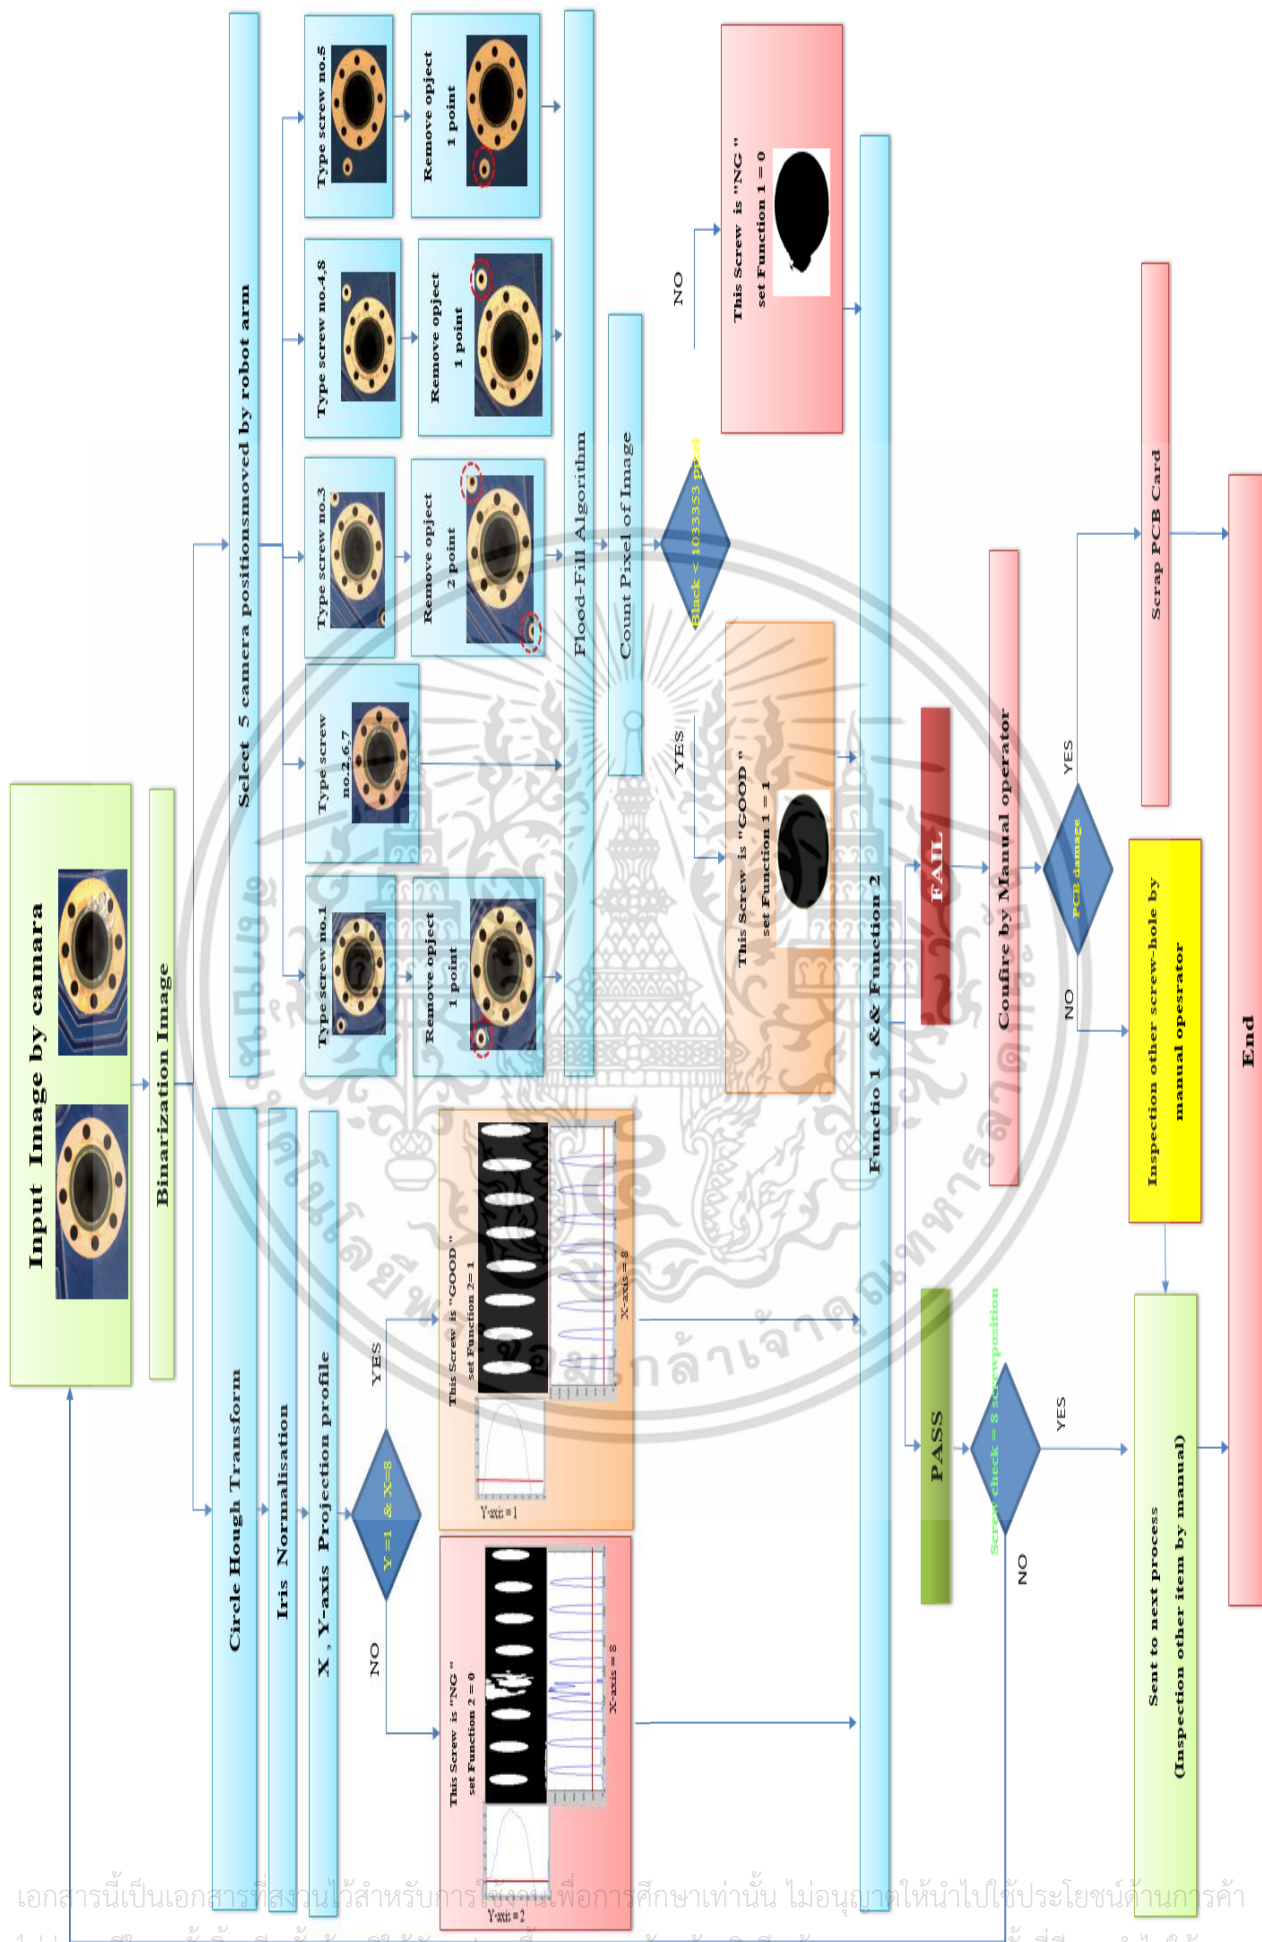 Input Image by camara
Binarization Image
Circle Hough Transform
Iris Normalisation
X , Y-axis Projection profile
Y =1 & X=8
NO
YES
This Screw is "NG "
set Function 2 = 0
Y-axis = 2
X-axis = 8
This Screw is "GOOD "
set Function 2= 1
Y-axis = 1
X-axis = 8
Select 5 camera positionsmoved by robot arm
Type screw no.1
Remove opject
1 point
Type screw
no.2,6,7
Type screw no.3
Remove opject
2 point
Type screw no.4,8
Remove opject
1 point
Type screw no.5
Remove opject
1 point
Flood-Fill Algorithm
Count Pixel of Image
Black < 1033353 ppixel
YES
NO
This Screw is "GOOD "
set Function 1 = 1
This Screw is "NG "
set Function 1 = 0
Functio 1 && Function 2
PASS
FAIL
Screw check = 8 screwposition
NO
YES
Confire by Manual operator
PCB damage
NO
YES
Sent to next process
(Inspection other item by manual)
Inspection other screw-hole by
manual opesrator
Scrap PCB Card
End
เอกสารนี้เป็นเอกสารที่สงวนไว้สำหรับการใช้งานเพื่อการศึกษาเท่านั้น ไม่อนุญาตให้นำไปใช้ประโยชน์ด้านการค้า